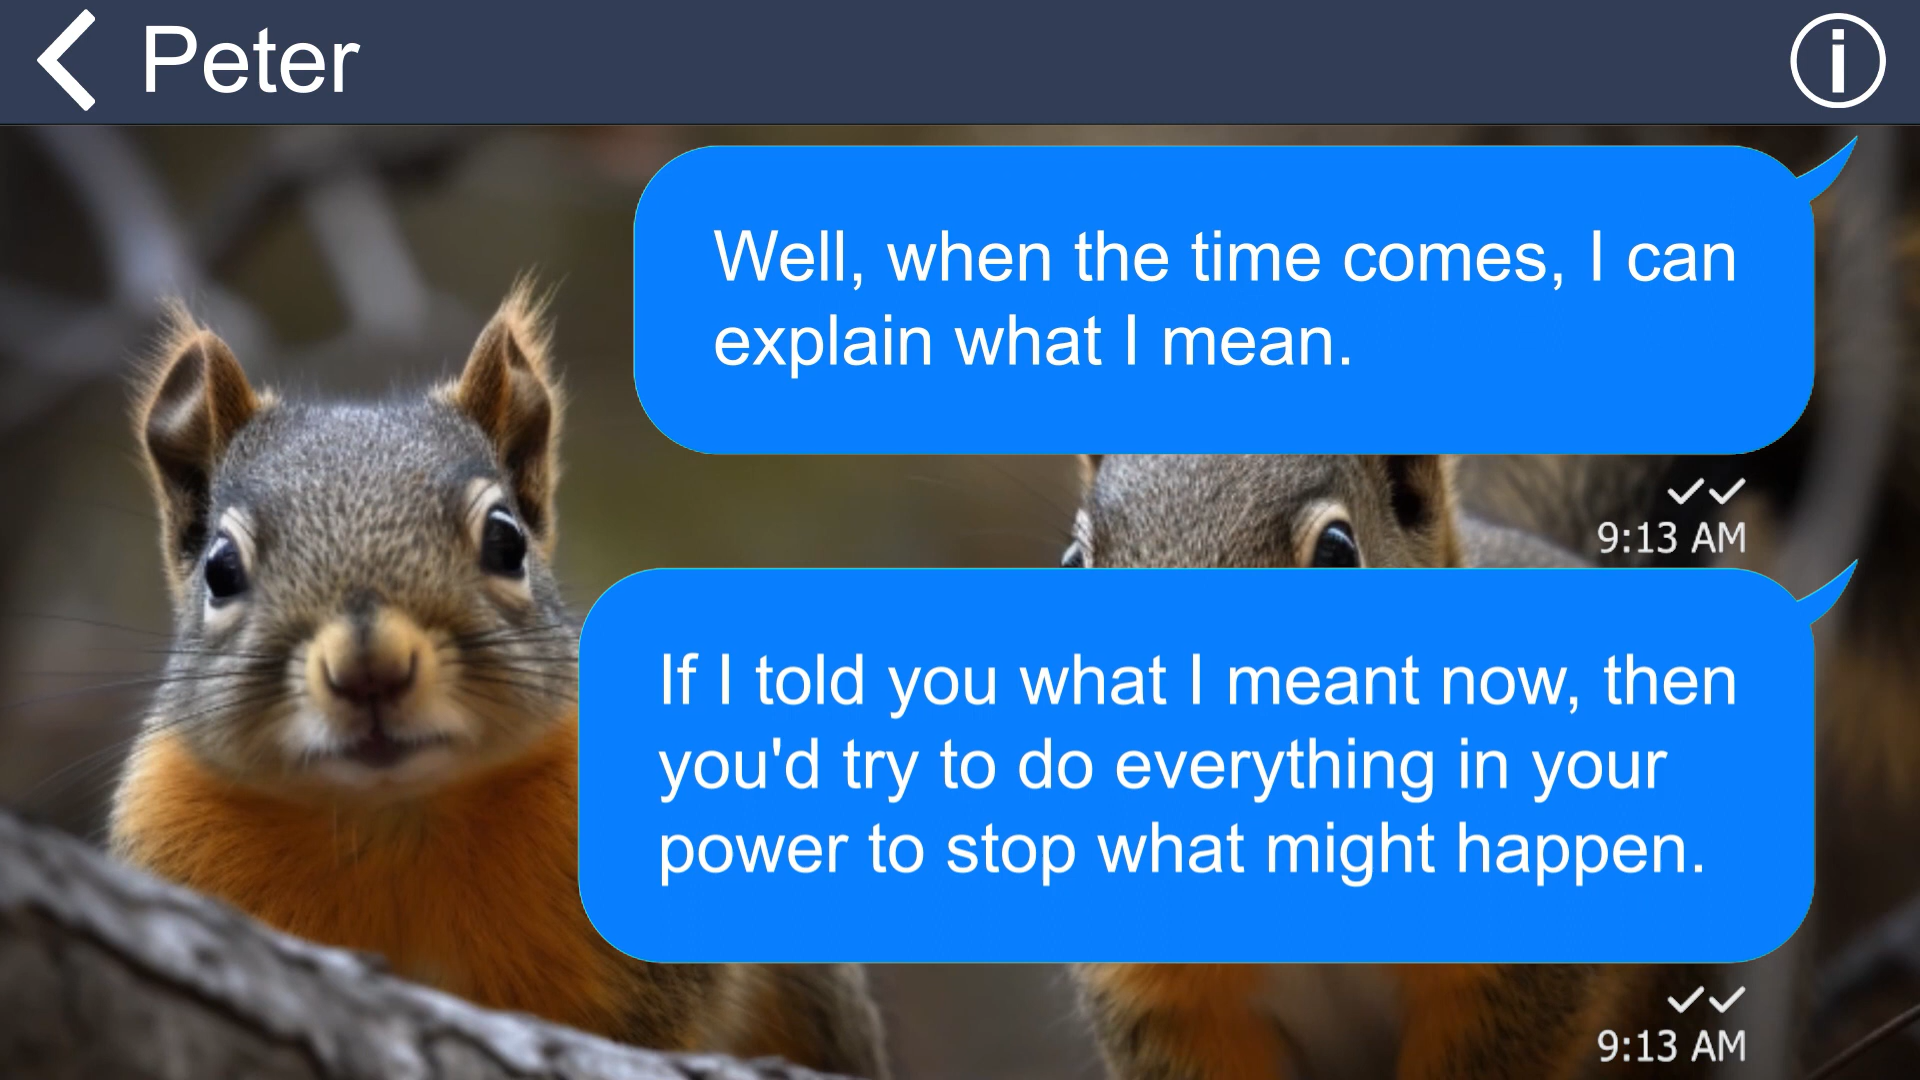 Peter
Well, when the time comes, I can
explain what I mean.
9:13 AM
If I told you what I meant now, then
you'd try to do everything in your
power to stop what might happen.
9:13 AM